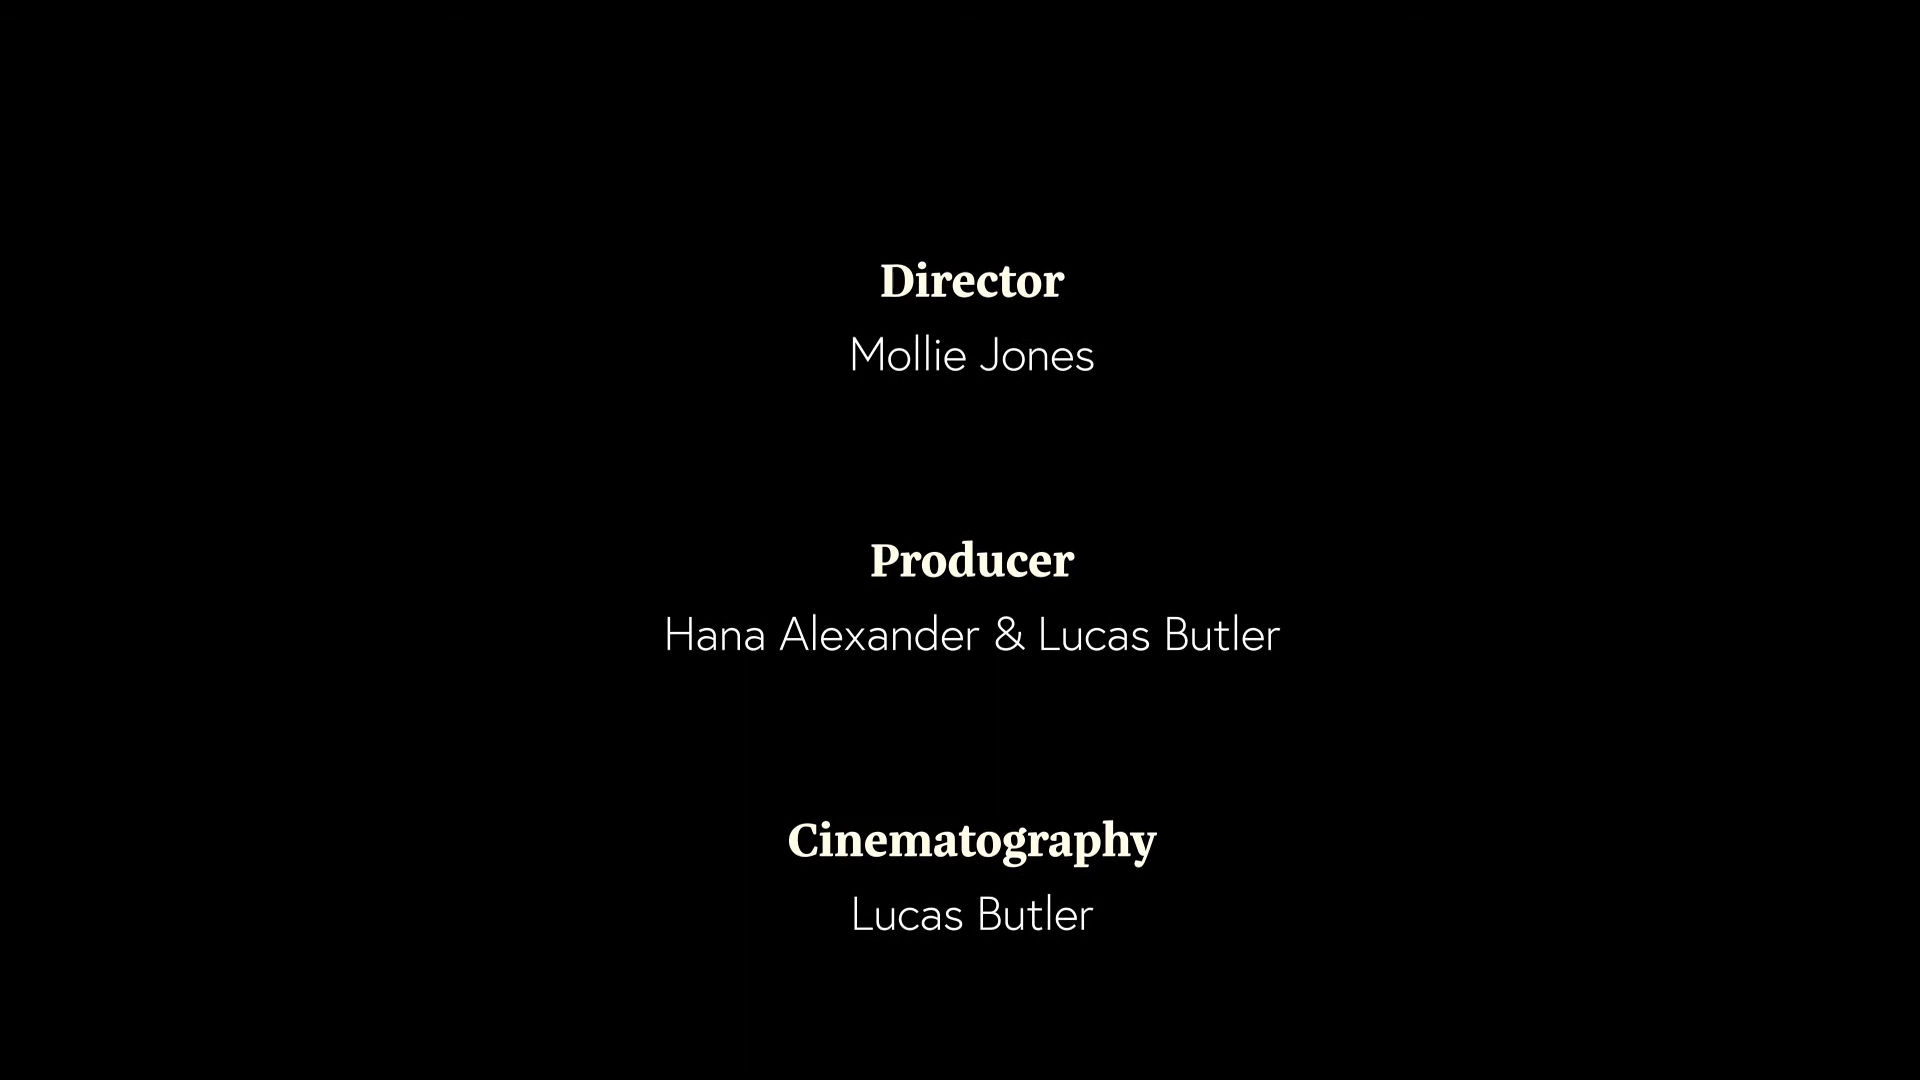 Director
Mollie Jones
Producer
Hana Alexander & Lucas Butler
Cinematography
Lucas Butler